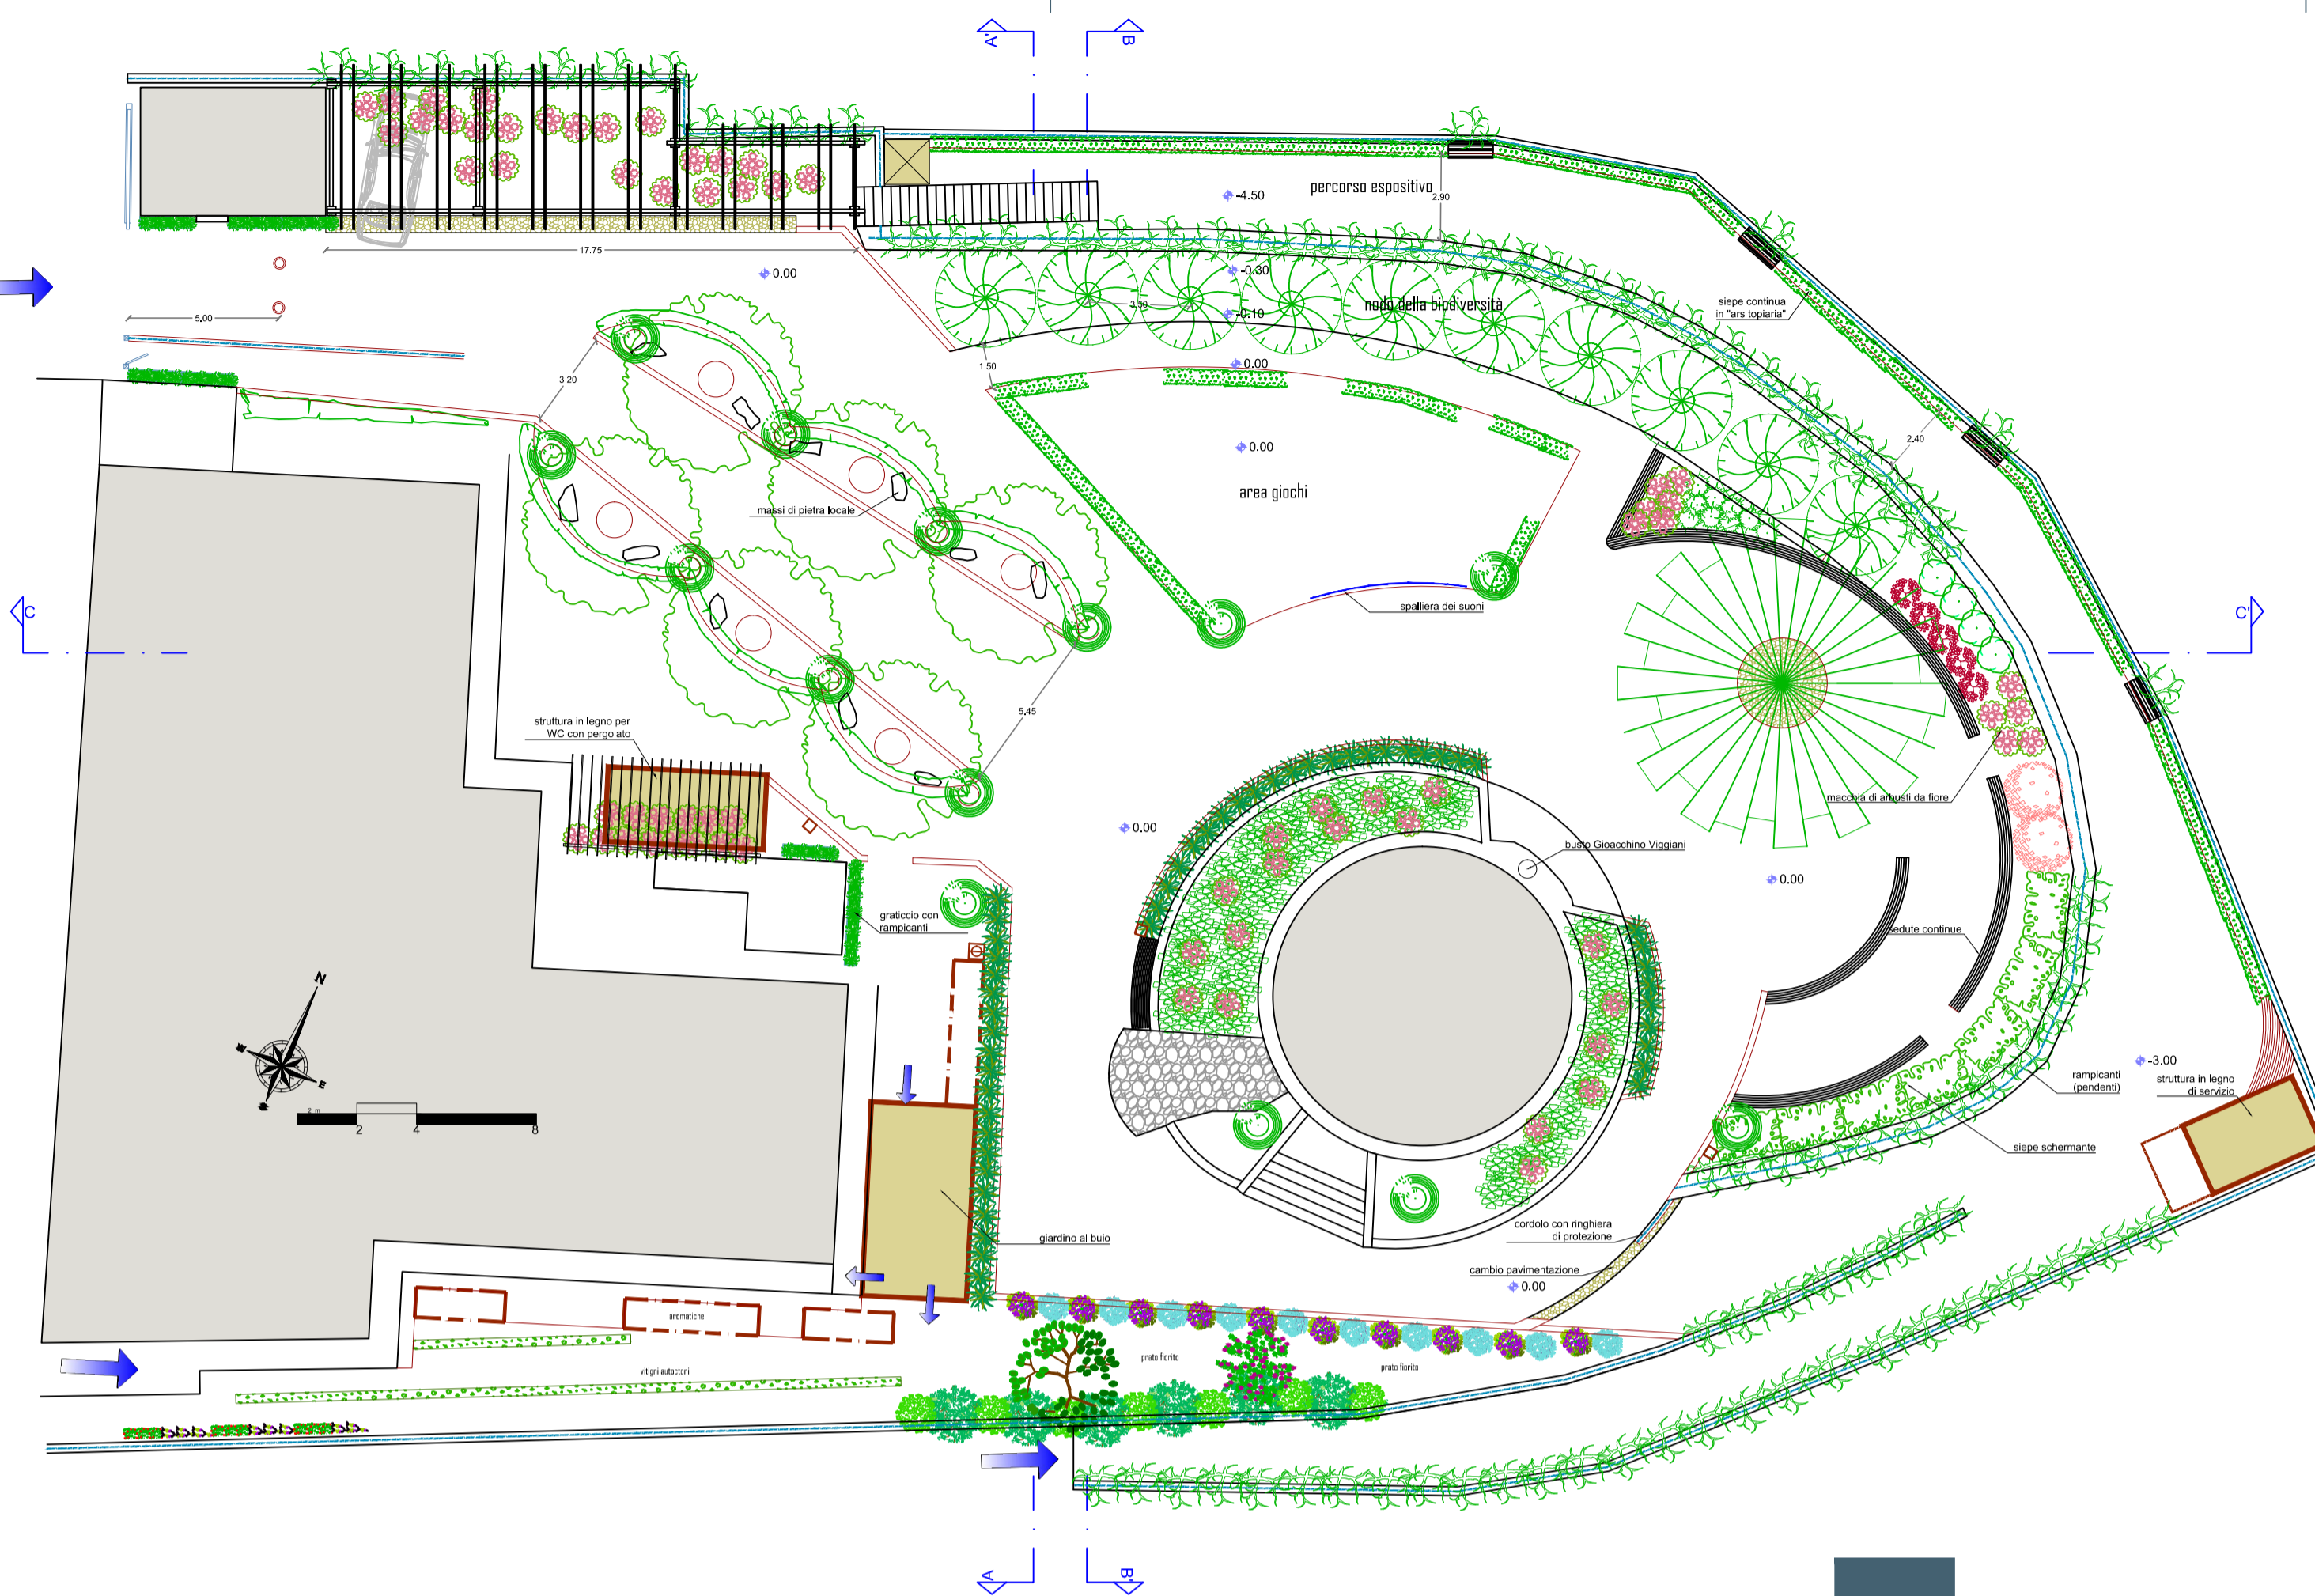 A'
B
percorso espositivo
-4.50
2.90
17.75
0.00
-0.30
3.50
nodo della biodiversità
-0.10
siepe continua
in "ars topiaria"
5.00
0.00
1.50
3.20
2.40
0.00
area giochi
massi di pietra locale
spalliera dei suoni
C
C'
5.45
struttura in legno per
WC con pergolato
macchia di arbusti da fiore
0.00
busto Gioacchino Viggiani
0.00
graticcio con
rampicanti
sedute continue
N
E
2 m
2
4
8
-3.00
rampicanti
(pendenti)
struttura in legno
di servizio
siepe schermante
giardino al buio
cordolo con ringhiera
di protezione
cambio pavimentazione
0.00
aromatiche
prato fiorito
prato fiorito
vitigni autoctoni
A
B'